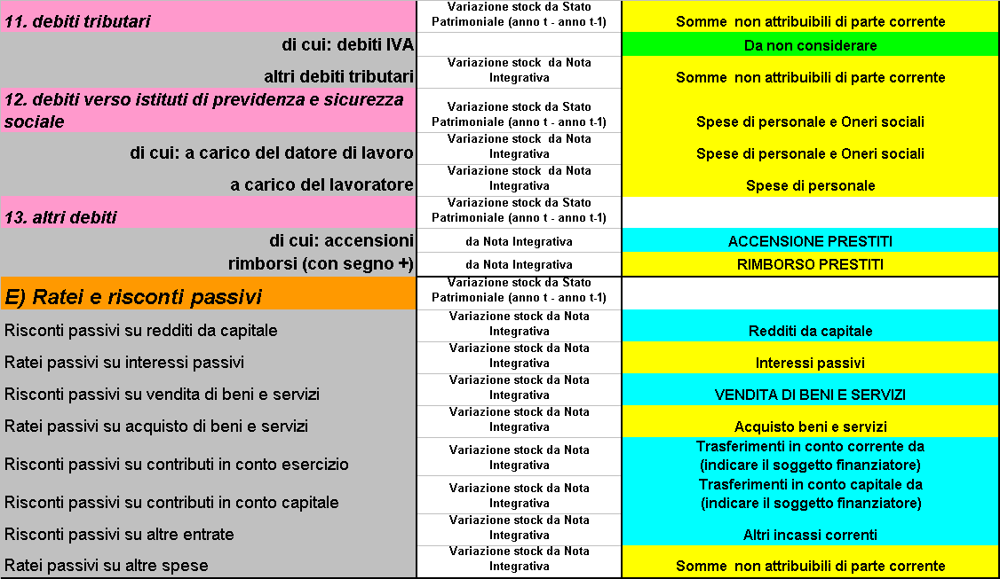 11. debiti tributari
Variazione stock da Stato
Patrimoniale (anno t - anno t-1)
Somme non attribuibili di parte corrente
di cui: debiti IVA
Da non considerare
altri debiti tributari
Variazione stock da Nota
Integrativa
Somme non attribuibili di parte corrente
12. debiti verso istituti di previdenza e sicurezza
sociale
Variazione stock da Stato
Patrimoniale (anno t - anno t-1)
Spese di personale e Oneri sociali
di cui: a carico del datore di lavoro
Variazione stock da Nota
Integrativa
Spese di personale e Oneri sociali
a carico del lavoratore
Variazione stock da Nota
Integrativa
Spese di personale
13. altri debiti
Variazione stock da Stato
Patrimoniale (anno t - anno t-1)
di cui: accensioni
da Nota Integrativa
ACCENSIONE PRESTITI
rimborsi (con segno +)
da Nota Integrativa
RIMBORSO PRESTITI
E) Ratei e risconti passivi
Variazione stock da Stato
Patrimoniale (anno t - anno t-1)
Risconti passivi su redditi da capitale
Variazione stock da Nota
Integrativa
Redditi da capitale
Ratei passivi su interessi passivi
Variazione stock da Nota
Integrativa
Interessi passivi
Risconti passivi su vendita di beni e servizi
Variazione stock da Nota
Integrativa
VENDITA DI BENI E SERVIZI
Ratei passivi su acquisto di beni e servizi
Variazione stock da Nota
Integrativa
Acquisto beni e servizi
Risconti passivi su contributi in conto esercizio
Variazione stock da Nota
Integrativa
Trasferimenti in conto corrente da
(indicare il soggetto finanziatore)
Risconti passivi su contributi in conto capitale
Variazione stock da Nota
Integrativa
Trasferimenti in conto capitale da
(indicare il soggetto finanziatore)
Risconti passivi su altre entrate
Variazione stock da Nota
Integrativa
Altri incassi correnti
Ratei passivi su altre spese
Variazione stock da Nota
Integrativa
Somme non attribuibili di parte corrente